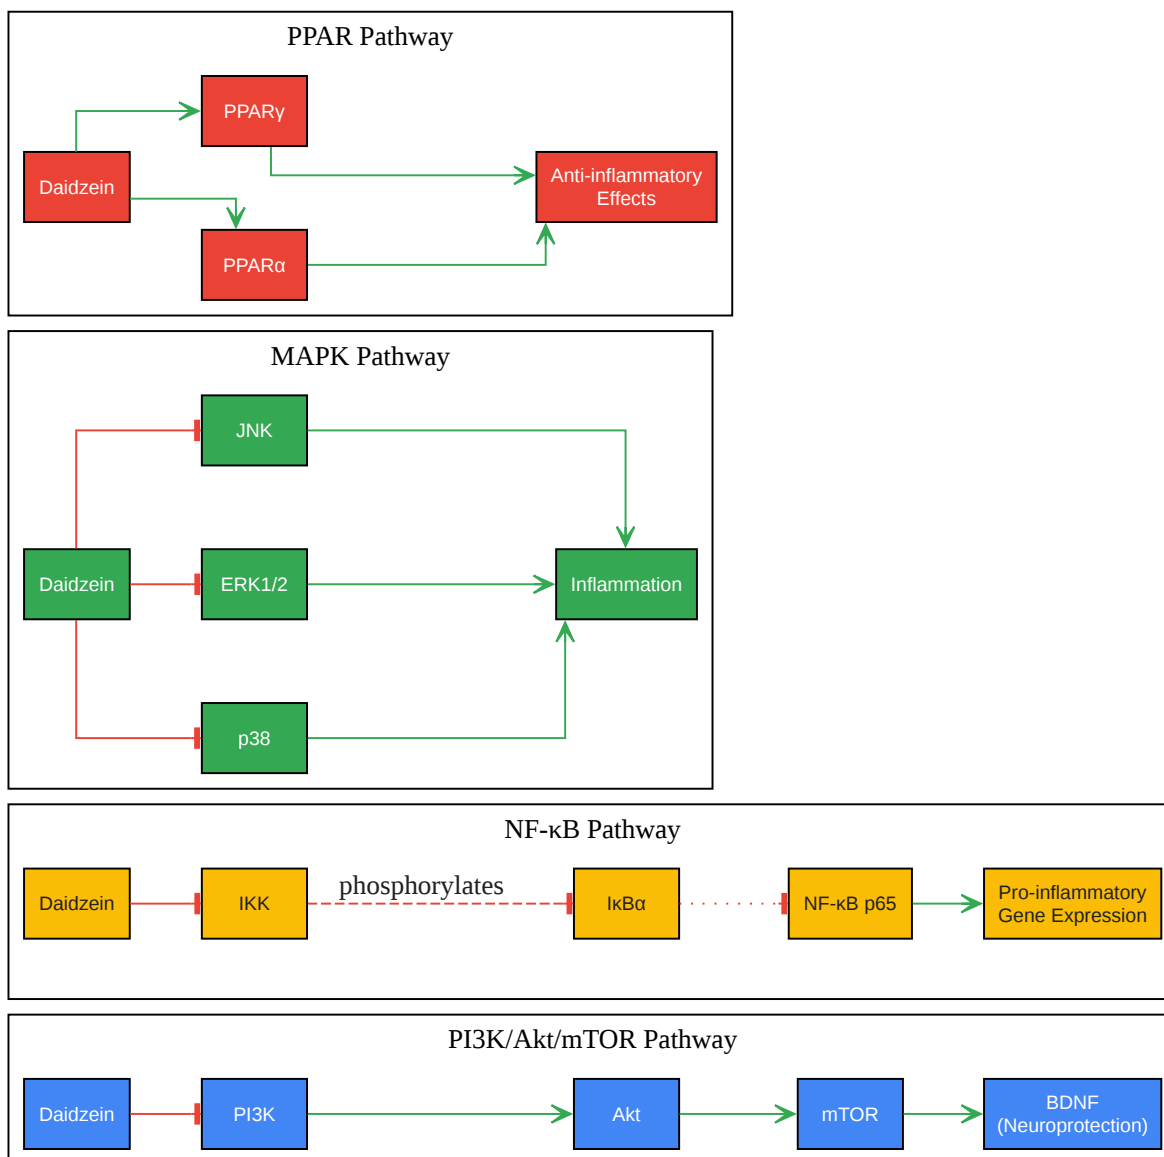 PPAR Pathway
PPARγ
Daidzein
Anti-inflammatory
Effects
PPARα
MAPK Pathway
JNK
Daidzein
ERK1/2
Inflammation
p38
NF-κB Pathway
Daidzein
IKK
phosphorylates
IκBα
NF-κB p65
Pro-inflammatory
Gene Expression
PI3K/Akt/mTOR Pathway
Daidzein
PI3K
Akt
mTOR
BDNF
(Neuroprotection)